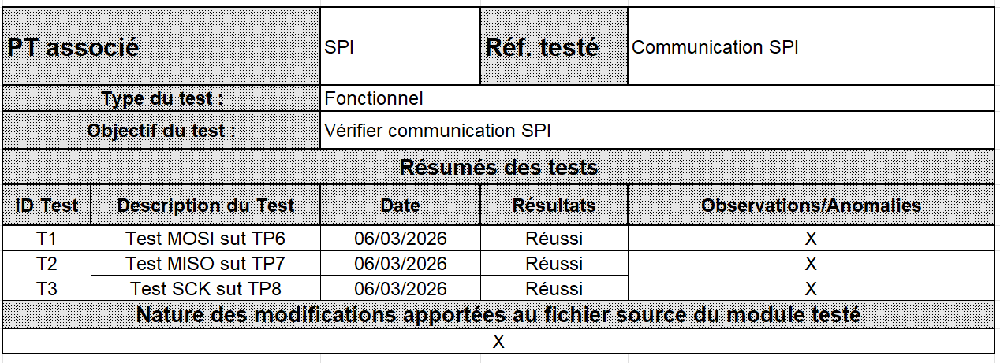 PT associé SPI Réf. testé Communication SPI
Type du test : Fonctionnel
Objectif du test : Vérifier communication SPI
Résumés des tests
ID Test Description du Test Date Résultats Observations/Anomalies
T1 Test MOSI sut TP6 06/03/2026 Réussi X
T2 Test MISO sut TP7 06/03/2026 Réussi X
T3 Test SCK sut TP8 06/03/2026 Réussi X
Nature des modifications apportées au fichier source du module testé
X